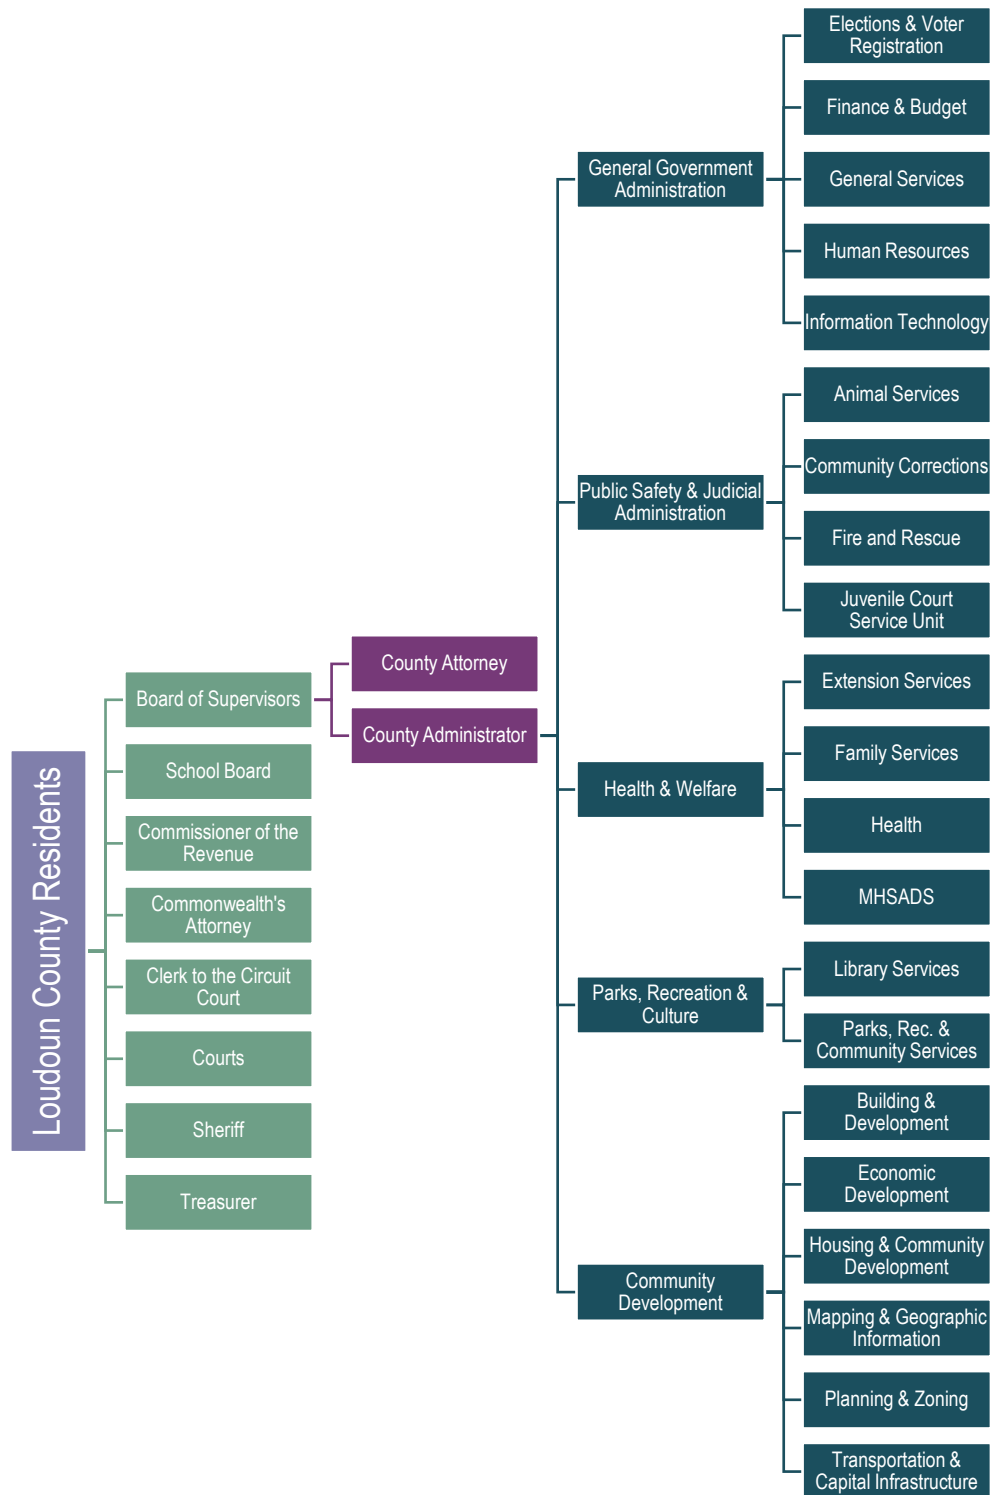 Loudoun County Residents
Board of Supervisors
School Board
Commissioner of the
Revenue
Commonwealth's
Attorney
Clerk to the Circuit
Court
Courts
Sheriff
Treasurer
County Attorney
County Administrator
General Government
Administration
Elections & Voter
Registration
Finance & Budget
General Services
Human Resources
Information Technology
Public Safety & Judicial
Administration
Animal Services
Community Corrections
Fire and Rescue
Juvenile Court
Service Unit
Health & Welfare
Extension Services
Family Services
Health
MHSADS
Parks, Recreation &
Culture
Library Services
Parks, Rec. &
Community Services
Community
Development
Building &
Development
Economic
Development
Housing & Community
Development
Mapping & Geographic
Information
Planning & Zoning
Transportation &
Capital Infrastructure